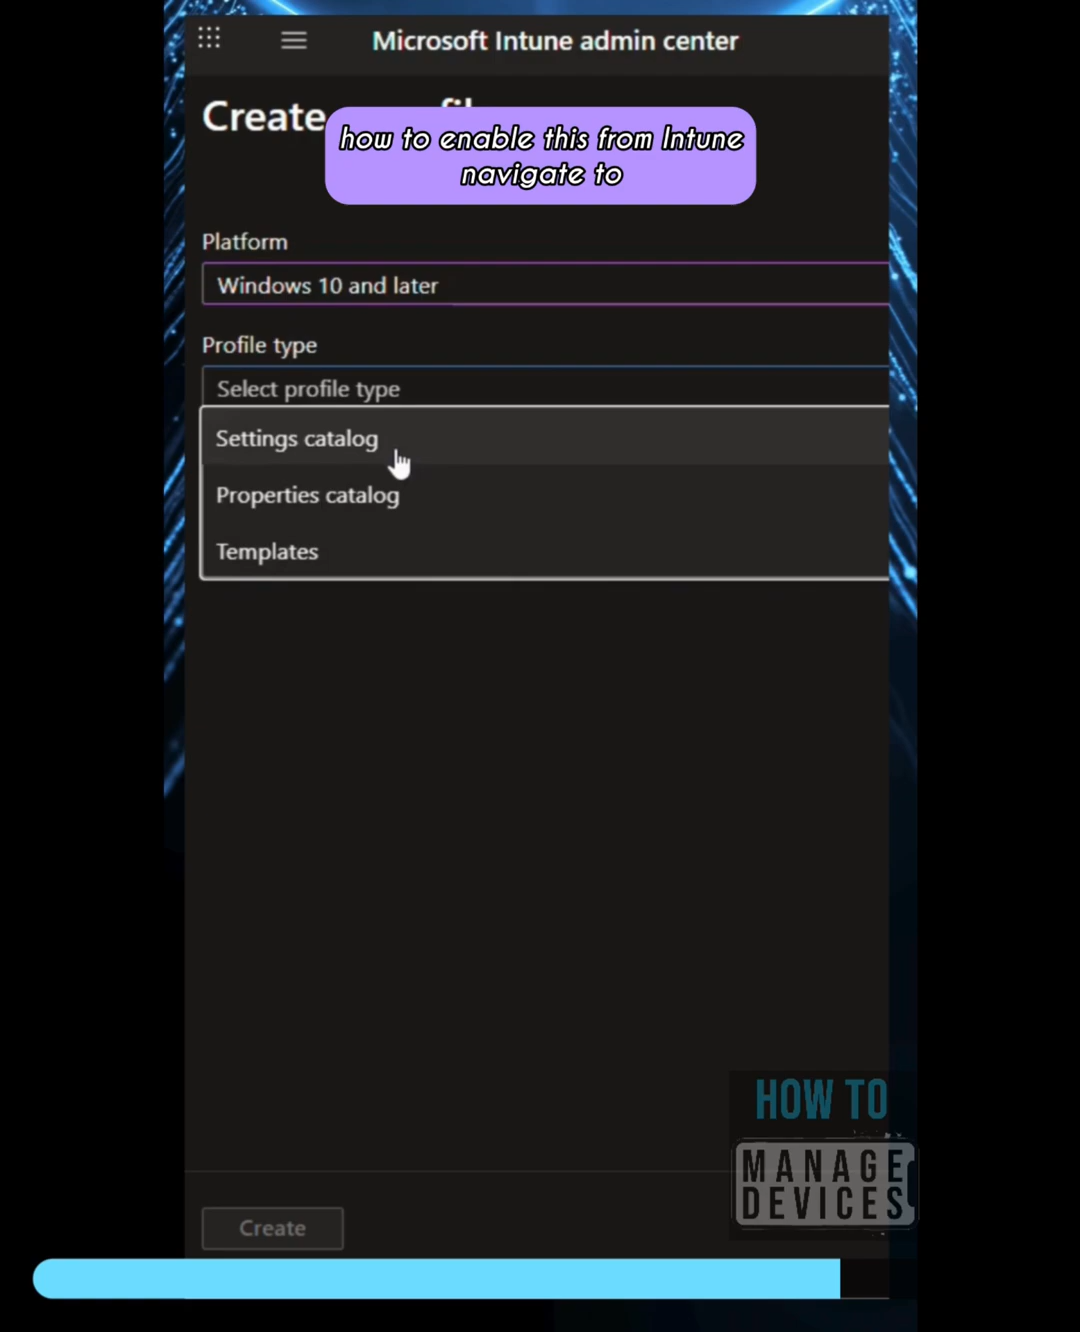 Microsoft Intune admin center
Create
how to enable this from Intune
navigate to
Platform
Windows 10 and later
Profile type
Select profile type
Settings catalog
Properties catalog
Templates
HOW TO
MANAGE
DEVICES
Create